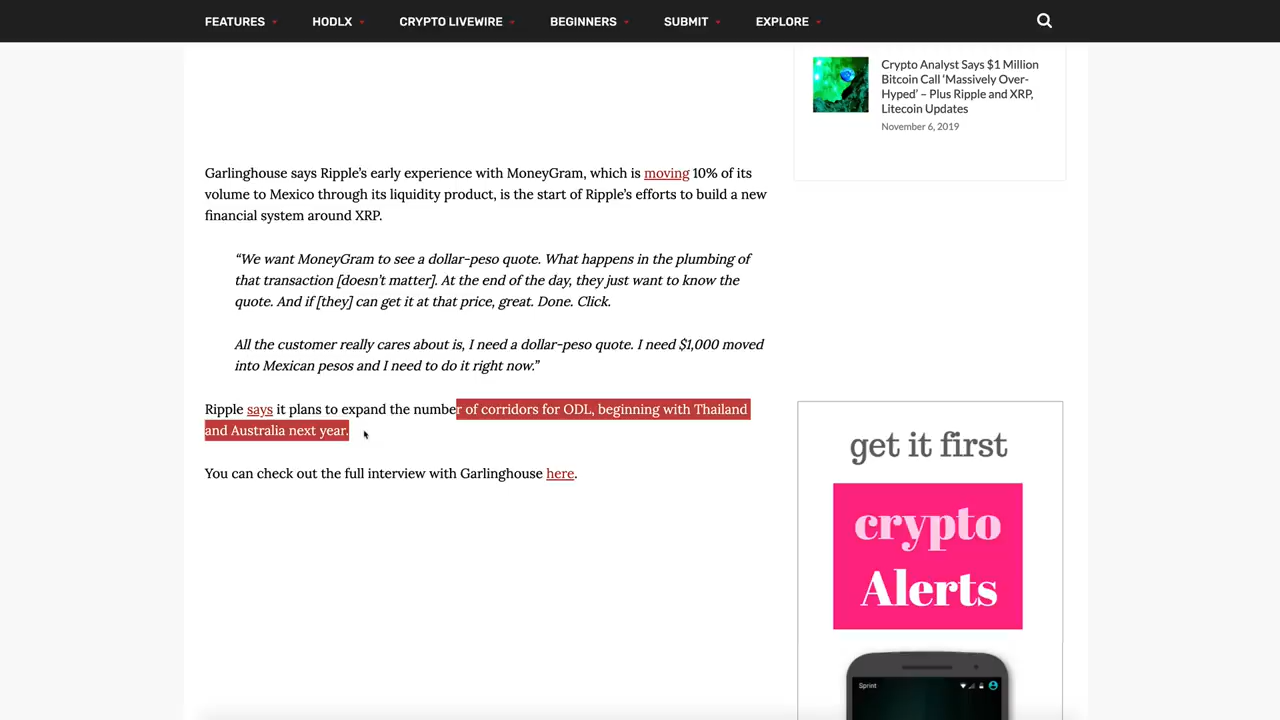 FEATURES HODLX CRYPTO LIVEWIRE BEGINNERS SUBMIT EXPLORE
Crypto Analyst Says $1 Million
Bitcoin Call ‘Massively Over-
Hyped’ – Plus Ripple and XRP,
Litecoin Updates
November 6, 2019
Garlinghouse says Ripple’s early experience with MoneyGram, which is moving 10% of its
volume to Mexico through its liquidity product, is the start of Ripple’s efforts to build a new
financial system around XRP.
“We want MoneyGram to see a dollar-peso quote. What happens in the plumbing of
that transaction [doesn’t matter]. At the end of the day, they just want to know the
quote. And if [they] can get it at that price, great. Done. Click.
All the customer really cares about is, I need a dollar-peso quote. I need $1,000 moved
into Mexican pesos and I need to do it right now.”
Ripple says it plans to expand the number of corridors for ODL, beginning with Thailand
and Australia next year.
You can check out the full interview with Garlinghouse here.
get it first
crypto
Alerts
Sprint